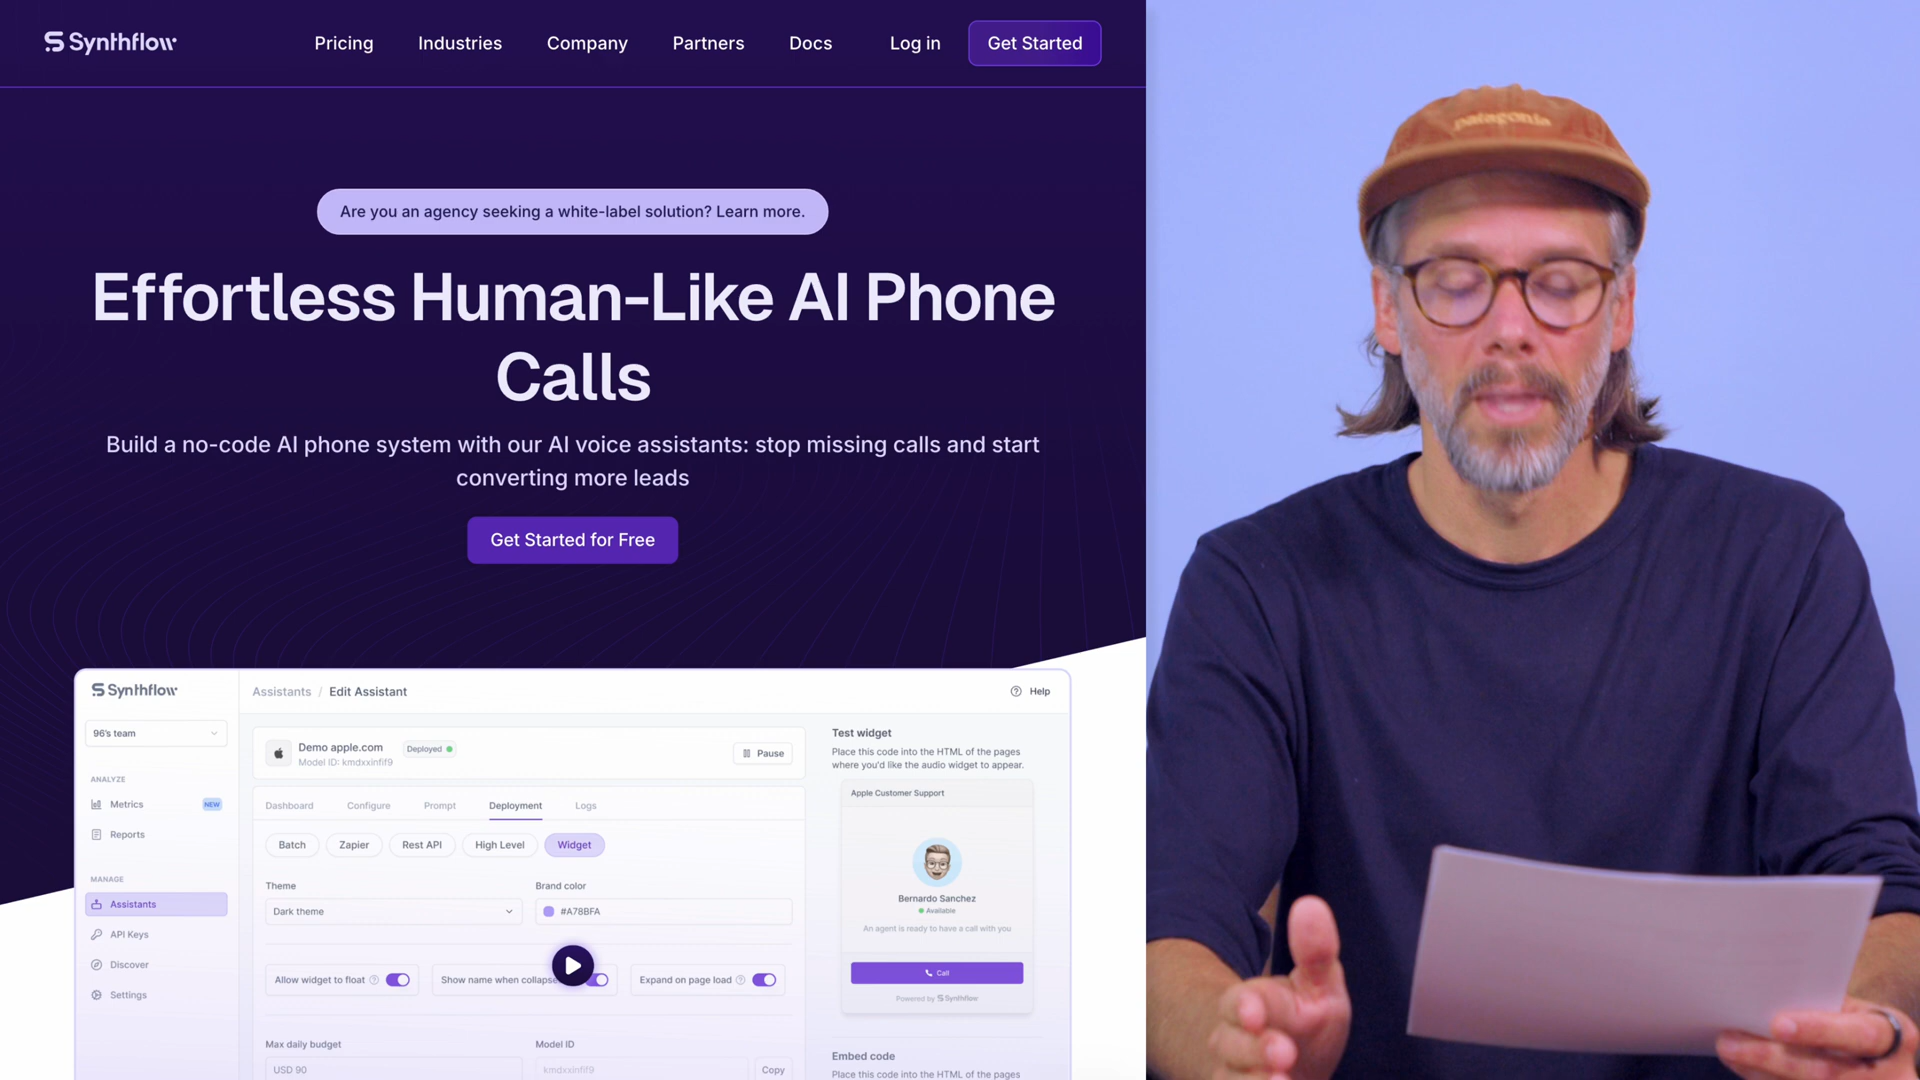 Synthflow
Pricing
Industries
Company
Partners
Docs
Log in
Get Started
Are you an agency seeking a white-label solution? Learn more.
Effortless Human-Like AI Phone
Calls
Build a no-code AI phone system with our AI voice assistants: stop missing calls and start
converting more leads
Get Started for Free
Synthflow
96's team
ANALYZE
Metrics
NEW
Reports
MANAGE
Assistants
API Keys
Discover
Settings
Assistants / Edit Assistant
Help
Demo apple.com
Deployed
Model ID: kmdxxinfif9
Pause
Dashboard
Configure
Prompt
Deployment
Logs
Batch
Zapier
Rest API
High Level
Widget
Theme
Brand color
Dark theme
#A78BFA
Allow widget to float
Show name when collapse
Expand on page load
Max daily budget
Model ID
USD 90
kmdxxinfif9
Copy
Test widget
Place this code into the HTML of the pages
where you'd like the audio widget to appear.
Apple Customer Support
Bernardo Sanchez
Available
An agent is ready to have a call with you
Call
Powered by Synthflow
Embed code
Place this code into the HTML of the pages
patagonia